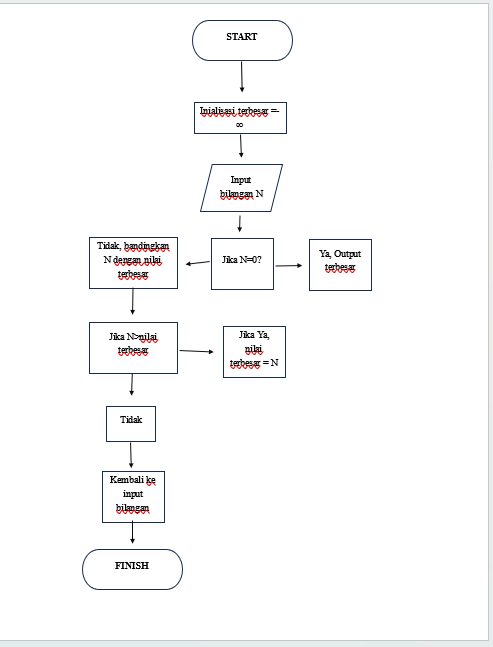 START
Inialisasi terbesar =-
∞
Input
bilangan N
Tidak, bandingkan
N dengan nilai
terbesar
Jika N=0?
Ya, Output
terbesar
Jika N>nilai
terbesar
Jika Ya,
nilai
terbesar = N
Tidak
Kembali ke
input
bilangan
FINISH